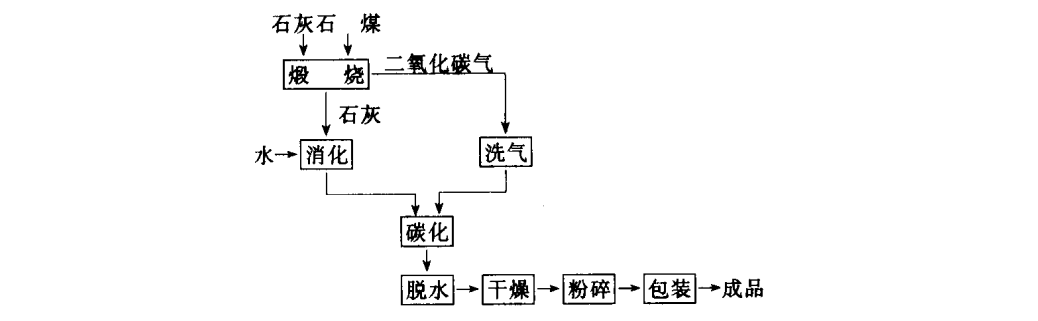 石灰石 煤
煅 烧
二氧化碳气
石灰
水
消化
洗气
碳化
脱水 干燥 粉碎 包装 成品